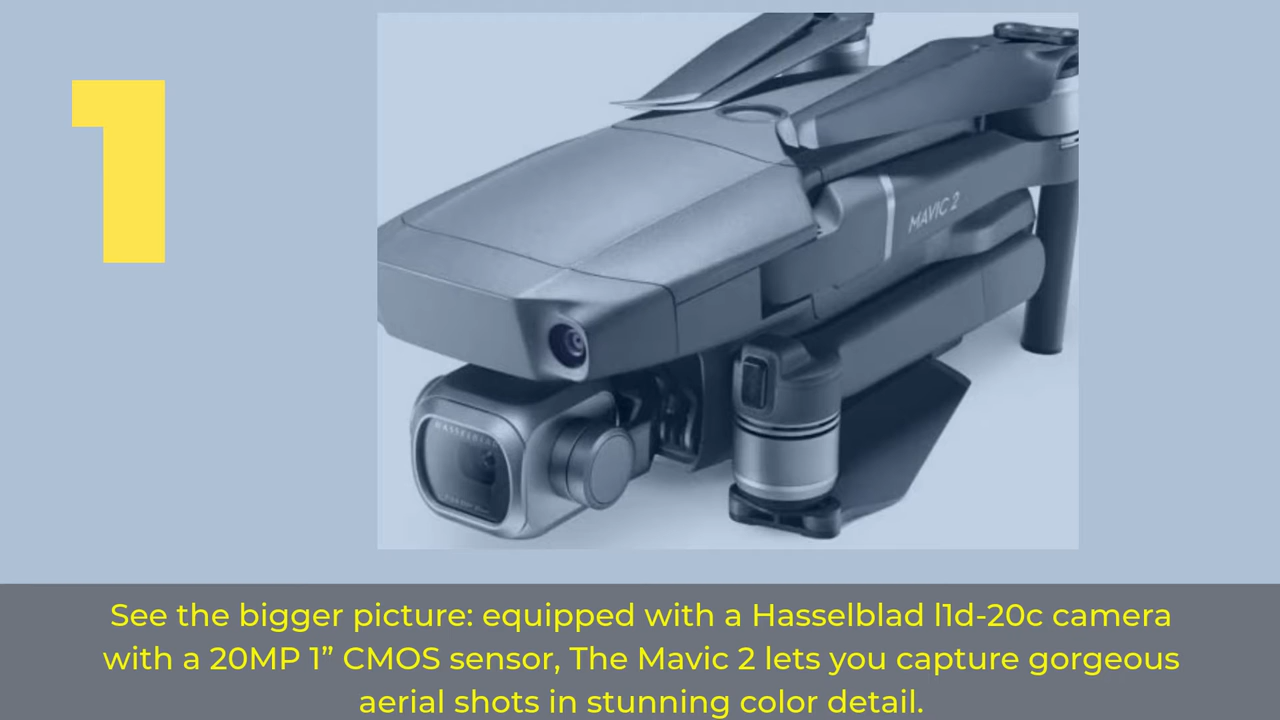 1
MAVIC 2
HASSELBLAD
See the bigger picture: equipped with a Hasselblad l1d-20c camera
with a 20MP 1” CMOS sensor, The Mavic 2 lets you capture gorgeous
aerial shots in stunning color detail.